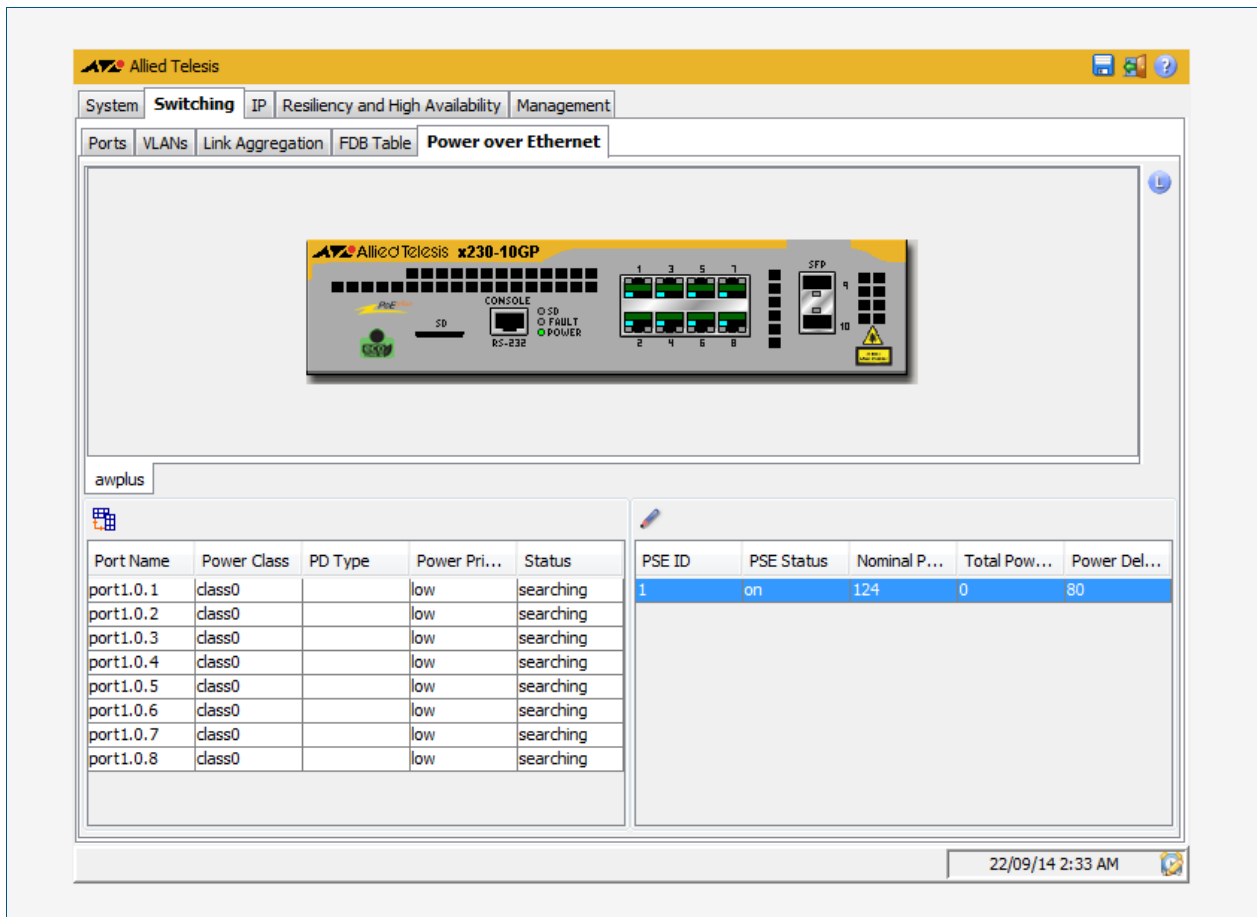 Allied Telesis
System Switching IP Resiliency and High Availability Management
Ports VLANs Link Aggregation FDB Table Power over Ethernet
L
Allied Telesis x230-10GP
PoE
SD
CONSOLE
RS-232
SD
FAULT
POWER
1 3 5 7
2 4 6 8
SFP
9
10
awplus
Port Name Power Class PD Type Power Pri... Status
port1.0.1 class0 low searching
port1.0.2 class0 low searching
port1.0.3 class0 low searching
port1.0.4 class0 low searching
port1.0.5 class0 low searching
port1.0.6 class0 low searching
port1.0.7 class0 low searching
port1.0.8 class0 low searching
PSE ID PSE Status Nominal P... Total Pow... Power Del...
1 on 124 0 80
22/09/14 2:33 AM